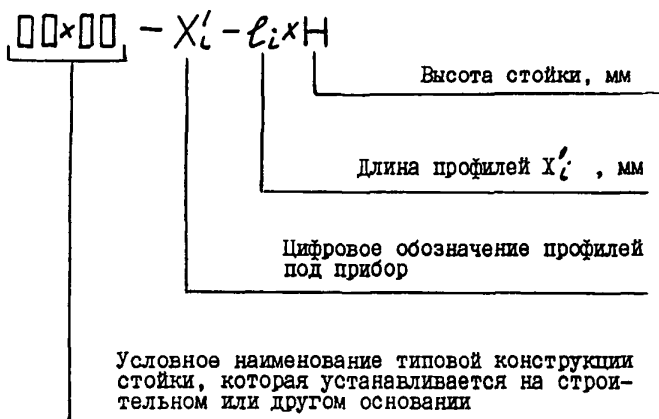 ▯▯×▯▯ - X'i - ℓi × H
Высота стойки, мм
Длина профилей X'i , мм
Цифровое обозначение профилей
под прибор
Условное наименование типовой конструкции
стойки, которая устанавливается на строи-
тельном или другом основании